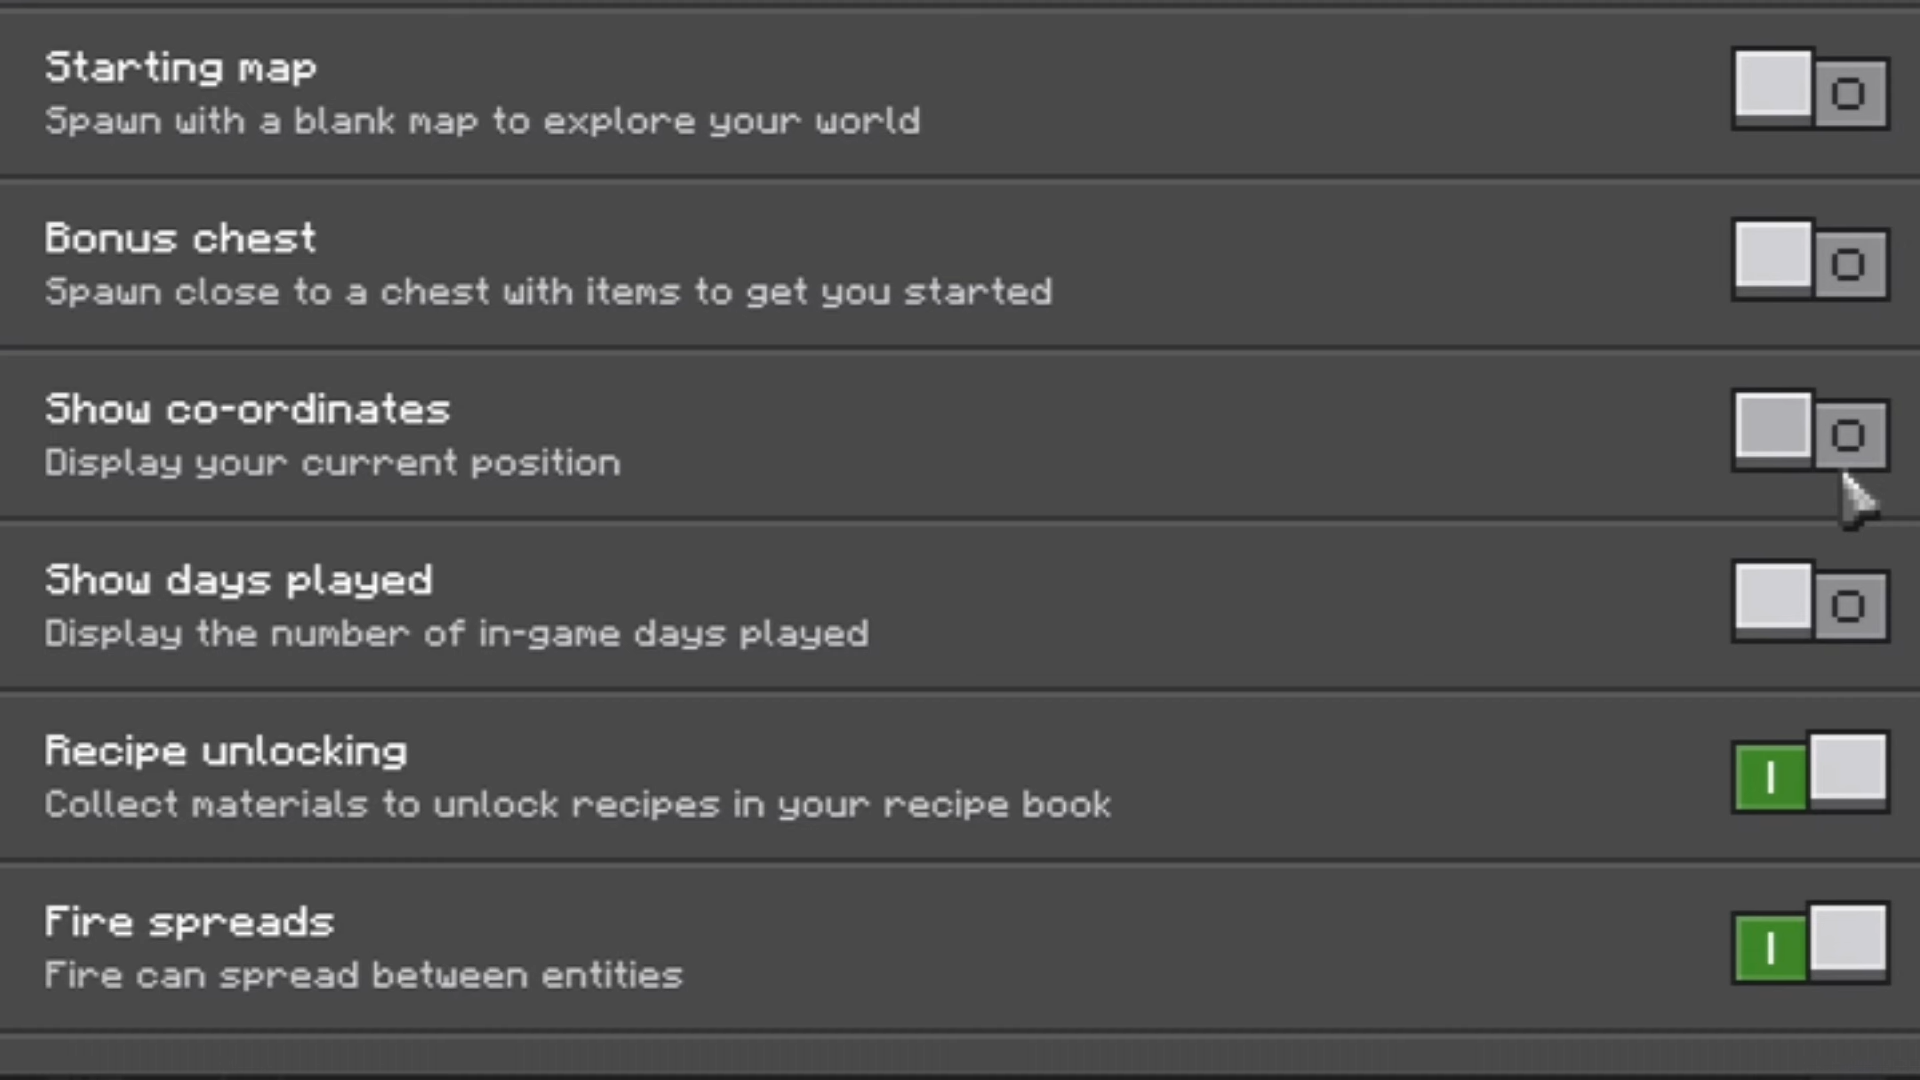 Starting map
Spawn with a blank map to explore your world
Bonus chest
Spawn close to a chest with items to get you started
Show co-ordinates
Display your current position
Show days played
Display the number of in-game days played
Recipe unlocking
Collect materials to unlock recipes in your recipe book
Fire spreads
Fire can spread between entities